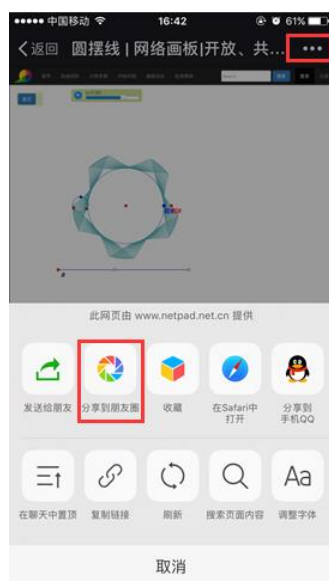 中国移动 16:42 61%
返回 圆摆线 | 网络画板|开放、共...
此网页由 www.netpad.net.cn 提供
发送给朋友 分享到朋友圈 收藏 在Safari中打开 分享到手机QQ
在聊天中置顶 复制链接 刷新 搜索页面内容 调整字体
取消